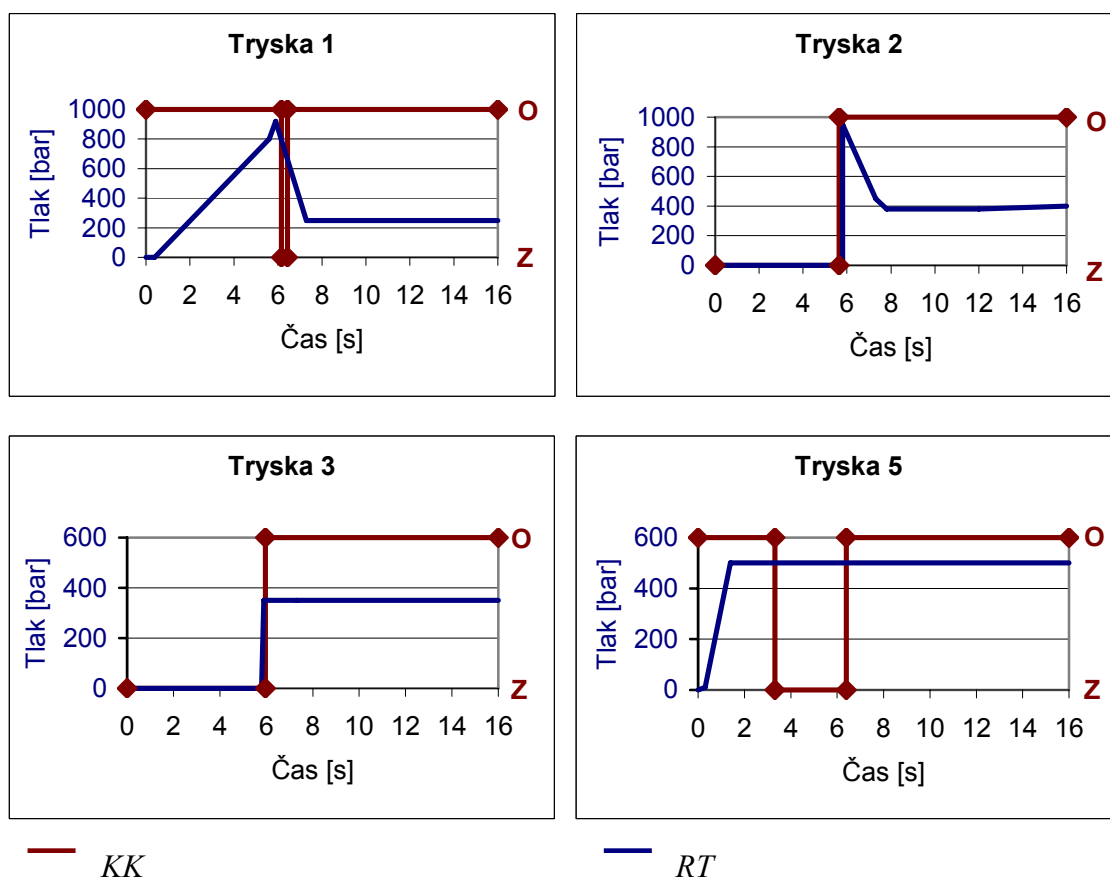 Tryska 1
1000
800
600
400
200
0
Tlak [bar]
O
Z
0 2 4 6 8 10 12 14 16
Čas [s]
Tryska 2
1000
800
600
400
200
0
Tlak [bar]
O
Z
0 2 4 6 8 10 12 14 16
Čas [s]
Tryska 3
600
400
200
0
Tlak [bar]
O
Z
0 2 4 6 8 10 12 14 16
Čas [s]
Tryska 5
600
400
200
0
Tlak [bar]
O
Z
0 2 4 6 8 10 12 14 16
Čas [s]
KK
RT